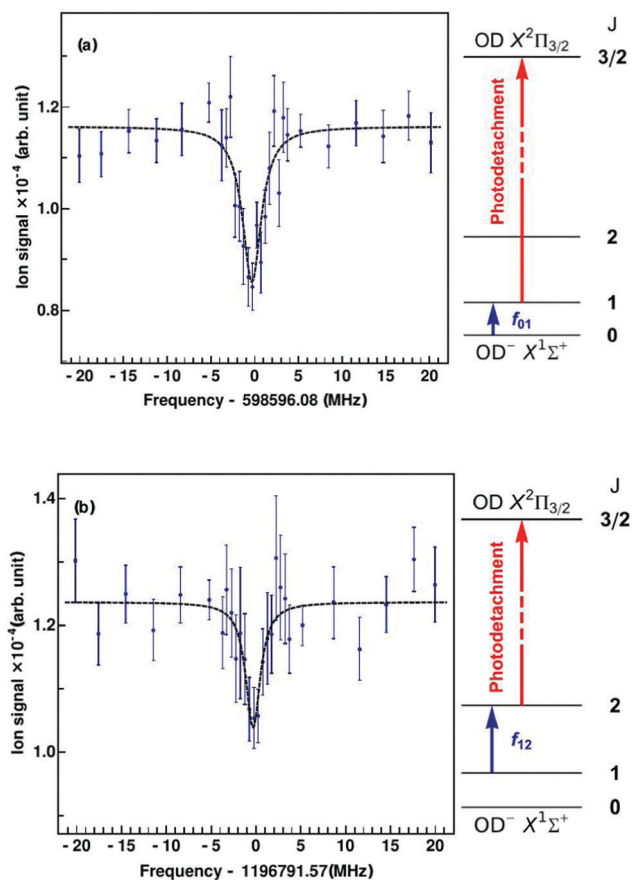 (a)
Ion signal ×10⁻⁴ (arb. unit)
1.4
1.2
1.0
0.8
- 20 - 15 - 10 - 5 0 5 10 15 20
Frequency - 598596.08 (MHz)
J
OD X²Π₃/₂
3/2
Photodetachment
2
1
f₀₁
0
OD⁻ X¹Σ⁺
(b)
Ion signal ×10⁻⁴(arb. unit)
1.4
1.2
1.0
- 20 - 15 - 10 - 5 0 5 10 15 20
Frequency - 1196791.57(MHz)
J
OD X²Π₃/₂
3/2
Photodetachment
2
f₁₂
1
0
OD⁻ X¹Σ⁺